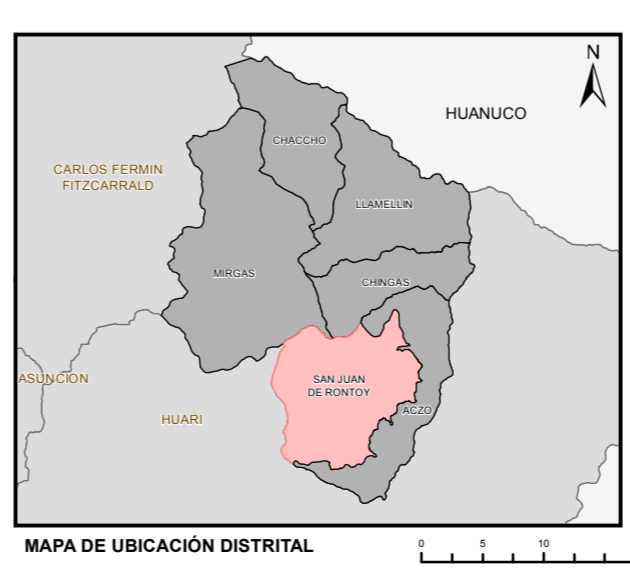 N
HUANUCO
CHACCHO
CARLOS FERMIN
FITZCARRALD
LLAMELLIN
MIRGAS
CHINGAS
ASUNCION
SAN JUAN
DE RONTOY
ACZO
HUARI
MAPA DE UBICACIÓN DISTRITAL
0 5 10